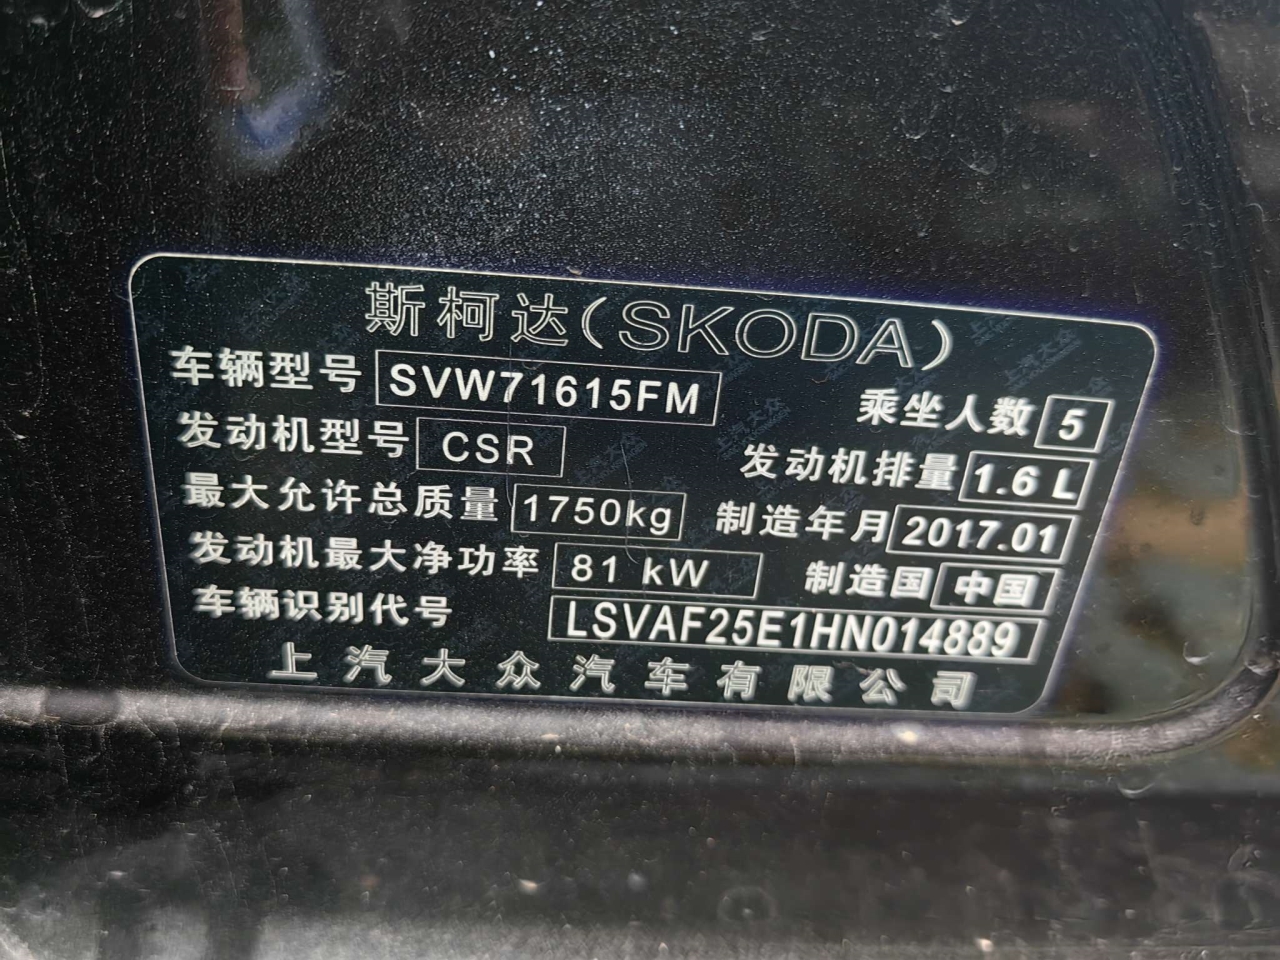 斯柯达(SKODA)
车辆型号 SVW71615FM 乘坐人数 5
发动机型号 CSR 发动机排量 1.6 L
最大允许总质量 1750kg 制造年月 2017.01
发动机最大净功率 81 kW 制造国 中国
车辆识别代号 LSVAF25E1HN014889
上汽大众汽车有限公司